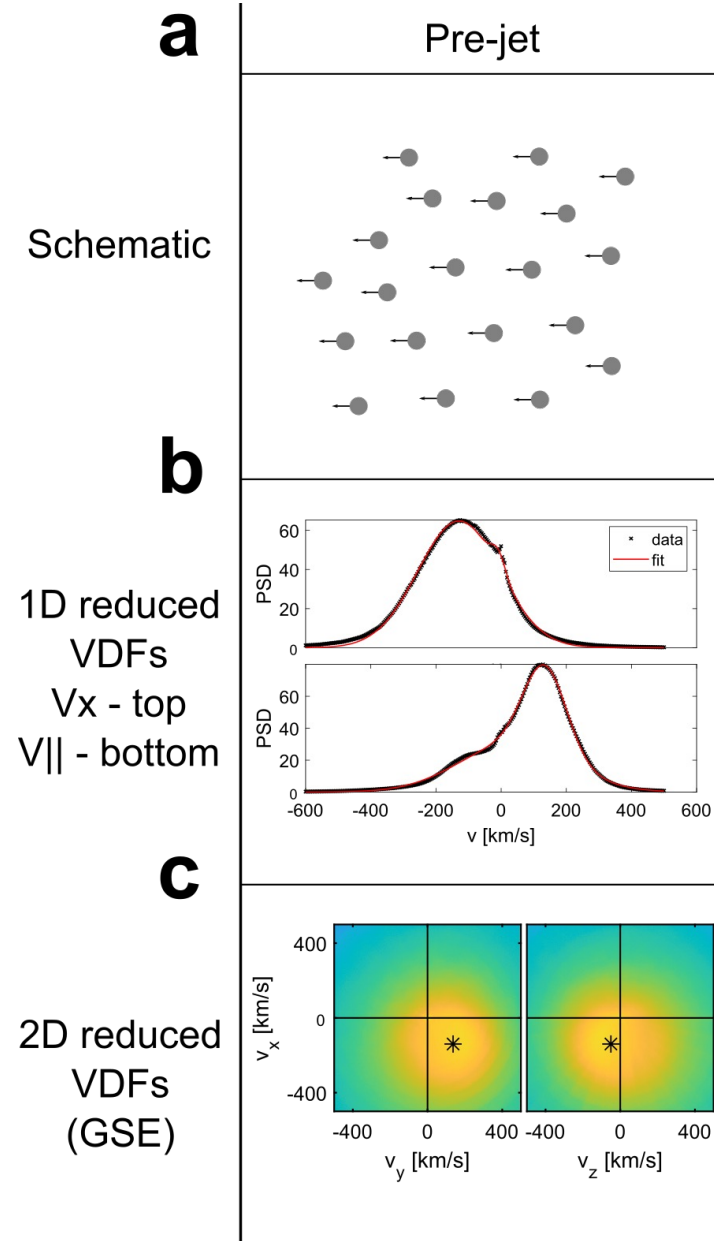 a
Pre-jet
Schematic
b
1D reduced
VDFs
Vx - top
V|| - bottom
PSD
60
40
20
0
data
fit
PSD
60
40
20
0
-600 -400 -200 0 200 400 600
v [km/s]
c
2D reduced
VDFs
(GSE)
v_x [km/s]
400
0
-400
-400 0 400
v_y [km/s]
-400 0 400
v_z [km/s]